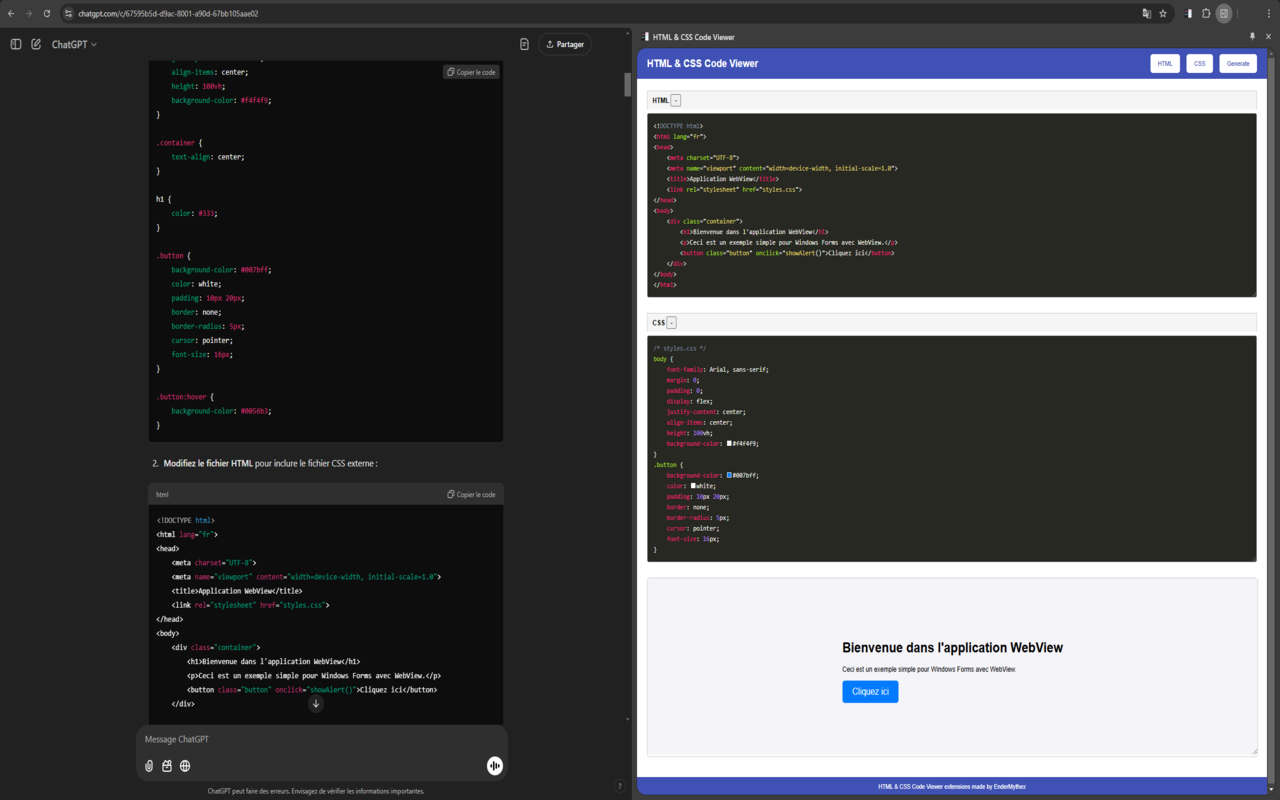 chatgpt.com/c/67595b5d-d9ac-8001-a90d-67bb105aae02
ChatGPT
Partager
Copier le code
align-items: center;
height: 100vh;
background-color: #f4f4f9;
}
.container {
text-align: center;
}
h1 {
color: #333;
}
.button {
background-color: #007bff;
color: white;
padding: 10px 20px;
border: none;
border-radius: 5px;
cursor: pointer;
font-size: 16px;
}
.button:hover {
background-color: #0056b3;
}
2. Modifiez le fichier HTML pour inclure le fichier CSS externe :
html
Copier le code
<!DOCTYPE html>
<html lang="fr">
<head>
<meta charset="UTF-8">
<meta name="viewport" content="width=device-width, initial-scale=1.0">
<title>Application WebView</title>
<link rel="stylesheet" href="styles.css">
</head>
<body>
<div class="container">
<h1>Bienvenue dans l'application WebView</h1>
<p>Ceci est un exemple simple pour Windows Forms avec WebView.</p>
<button class="button" onclick="showAlert()">Cliquez ici</button>
</div>
Message ChatGPT
ChatGPT peut faire des erreurs. Envisagez de vérifier les informations importantes.
?
HTML & CSS Code Viewer
HTML & CSS Code Viewer
HTML
CSS
Generate
HTML -
<!DOCTYPE html>
<html lang="fr">
<head>
<meta charset="UTF-8">
<meta name="viewport" content="width=device-width, initial-scale=1.0">
<title>Application WebView</title>
<link rel="stylesheet" href="styles.css">
</head>
<body>
<div class="container">
<h1>Bienvenue dans l'application WebView</h1>
<p>Ceci est un exemple simple pour Windows Forms avec WebView.</p>
<button class="button" onclick="showAlert()">Cliquez ici</button>
</div>
</body>
</html>
CSS -
/* styles.css */
body {
font-family: Arial, sans-serif;
margin: 0;
padding: 0;
display: flex;
justify-content: center;
align-items: center;
height: 100vh;
background-color: #f4f4f9;
}
.button {
background-color: #007bff;
color: white;
padding: 10px 20px;
border: none;
border-radius: 5px;
cursor: pointer;
font-size: 16px;
}
Bienvenue dans l'application WebView
Ceci est un exemple simple pour Windows Forms avec WebView.
Cliquez ici
HTML & CSS Code Viewer extensions made by EnderMythex